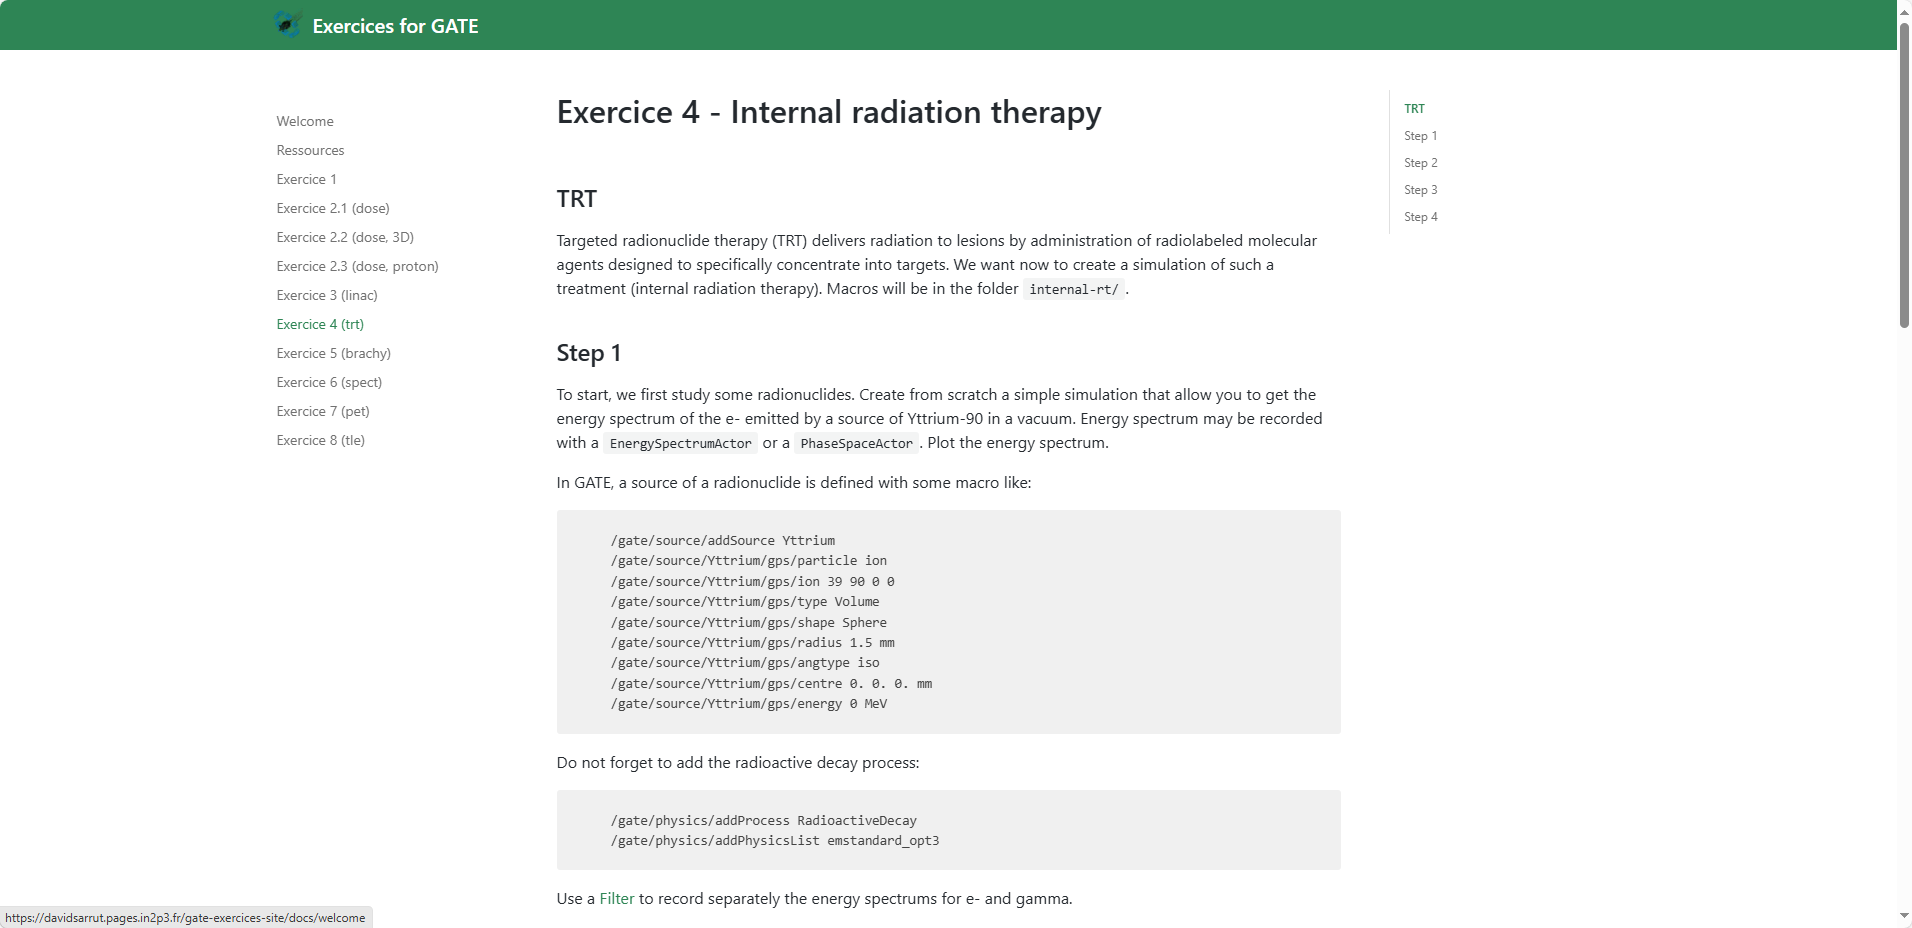 Exercices for GATE
Welcome
Ressources
Exercice 1
Exercice 2.1 (dose)
Exercice 2.2 (dose, 3D)
Exercice 2.3 (dose, proton)
Exercice 3 (linac)
Exercice 4 (trt)
Exercice 5 (brachy)
Exercice 6 (spect)
Exercice 7 (pet)
Exercice 8 (tle)
Exercice 4 - Internal radiation therapy
TRT
Targeted radionuclide therapy (TRT) delivers radiation to lesions by administration of radiolabeled molecular
agents designed to specifically concentrate into targets. We want now to create a simulation of such a
treatment (internal radiation therapy). Macros will be in the folder internal-rt/ .
Step 1
To start, we first study some radionuclides. Create from scratch a simple simulation that allow you to get the
energy spectrum of the e- emitted by a source of Yttrium-90 in a vacuum. Energy spectrum may be recorded
with a EnergySpectrumActor or a PhaseSpaceActor . Plot the energy spectrum.
In GATE, a source of a radionuclide is defined with some macro like:
/gate/source/addSource Yttrium
/gate/source/Yttrium/gps/particle ion
/gate/source/Yttrium/gps/ion 39 90 0 0
/gate/source/Yttrium/gps/type Volume
/gate/source/Yttrium/gps/shape Sphere
/gate/source/Yttrium/gps/radius 1.5 mm
/gate/source/Yttrium/gps/angtype iso
/gate/source/Yttrium/gps/centre 0. 0. 0. mm
/gate/source/Yttrium/gps/energy 0 MeV
Do not forget to add the radioactive decay process:
/gate/physics/addProcess RadioactiveDecay
/gate/physics/addPhysicsList emstandard_opt3
Use a Filter to record separately the energy spectrums for e- and gamma.
TRT
Step 1
Step 2
Step 3
Step 4
https://davidsarrut.pages.in2p3.fr/gate-exercices-site/docs/welcome